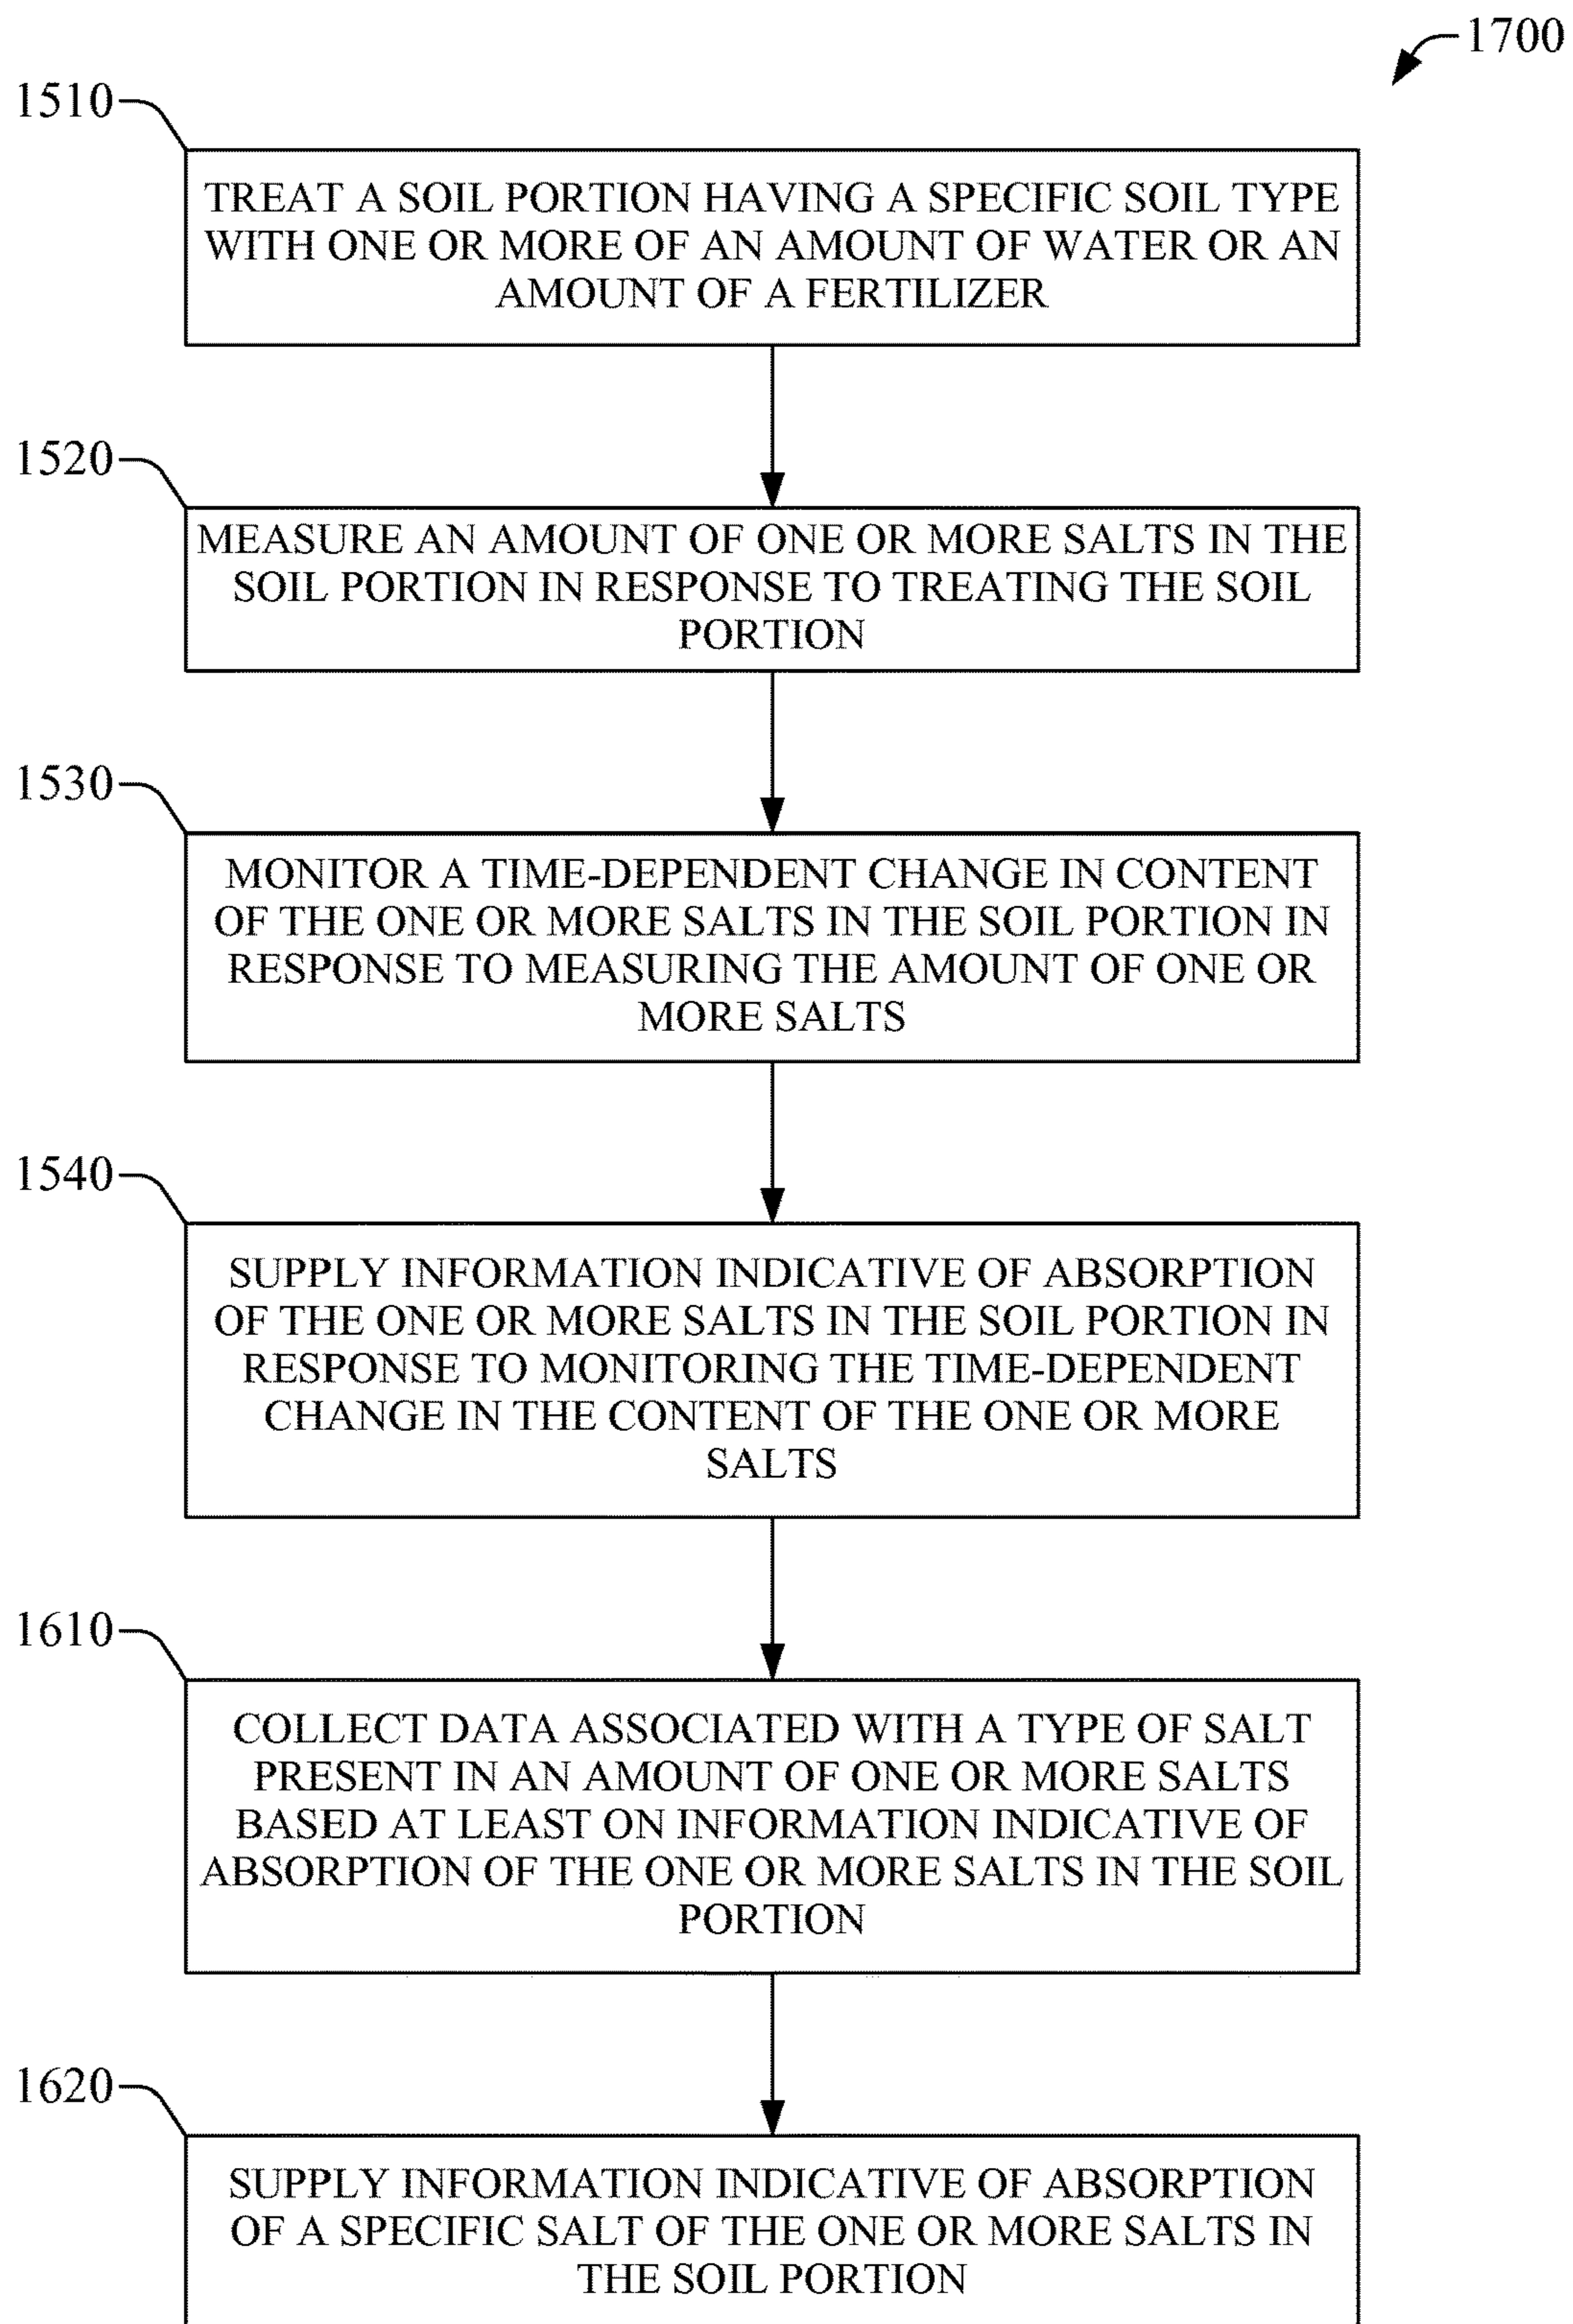 1700
1510
TREAT A SOIL PORTION HAVING A SPECIFIC SOIL TYPE
WITH ONE OR MORE OF AN AMOUNT OF WATER OR AN
AMOUNT OF A FERTILIZER
1520
MEASURE AN AMOUNT OF ONE OR MORE SALTS IN THE
SOIL PORTION IN RESPONSE TO TREATING THE SOIL
PORTION
1530
MONITOR A TIME-DEPENDENT CHANGE IN CONTENT
OF THE ONE OR MORE SALTS IN THE SOIL PORTION IN
RESPONSE TO MEASURING THE AMOUNT OF ONE OR
MORE SALTS
1540
SUPPLY INFORMATION INDICATIVE OF ABSORPTION
OF THE ONE OR MORE SALTS IN THE SOIL PORTION IN
RESPONSE TO MONITORING THE TIME-DEPENDENT
CHANGE IN THE CONTENT OF THE ONE OR MORE
SALTS
1610
COLLECT DATA ASSOCIATED WITH A TYPE OF SALT
PRESENT IN AN AMOUNT OF ONE OR MORE SALTS
BASED AT LEAST ON INFORMATION INDICATIVE OF
ABSORPTION OF THE ONE OR MORE SALTS IN THE SOIL
PORTION
1620
SUPPLY INFORMATION INDICATIVE OF ABSORPTION
OF A SPECIFIC SALT OF THE ONE OR MORE SALTS IN
THE SOIL PORTION